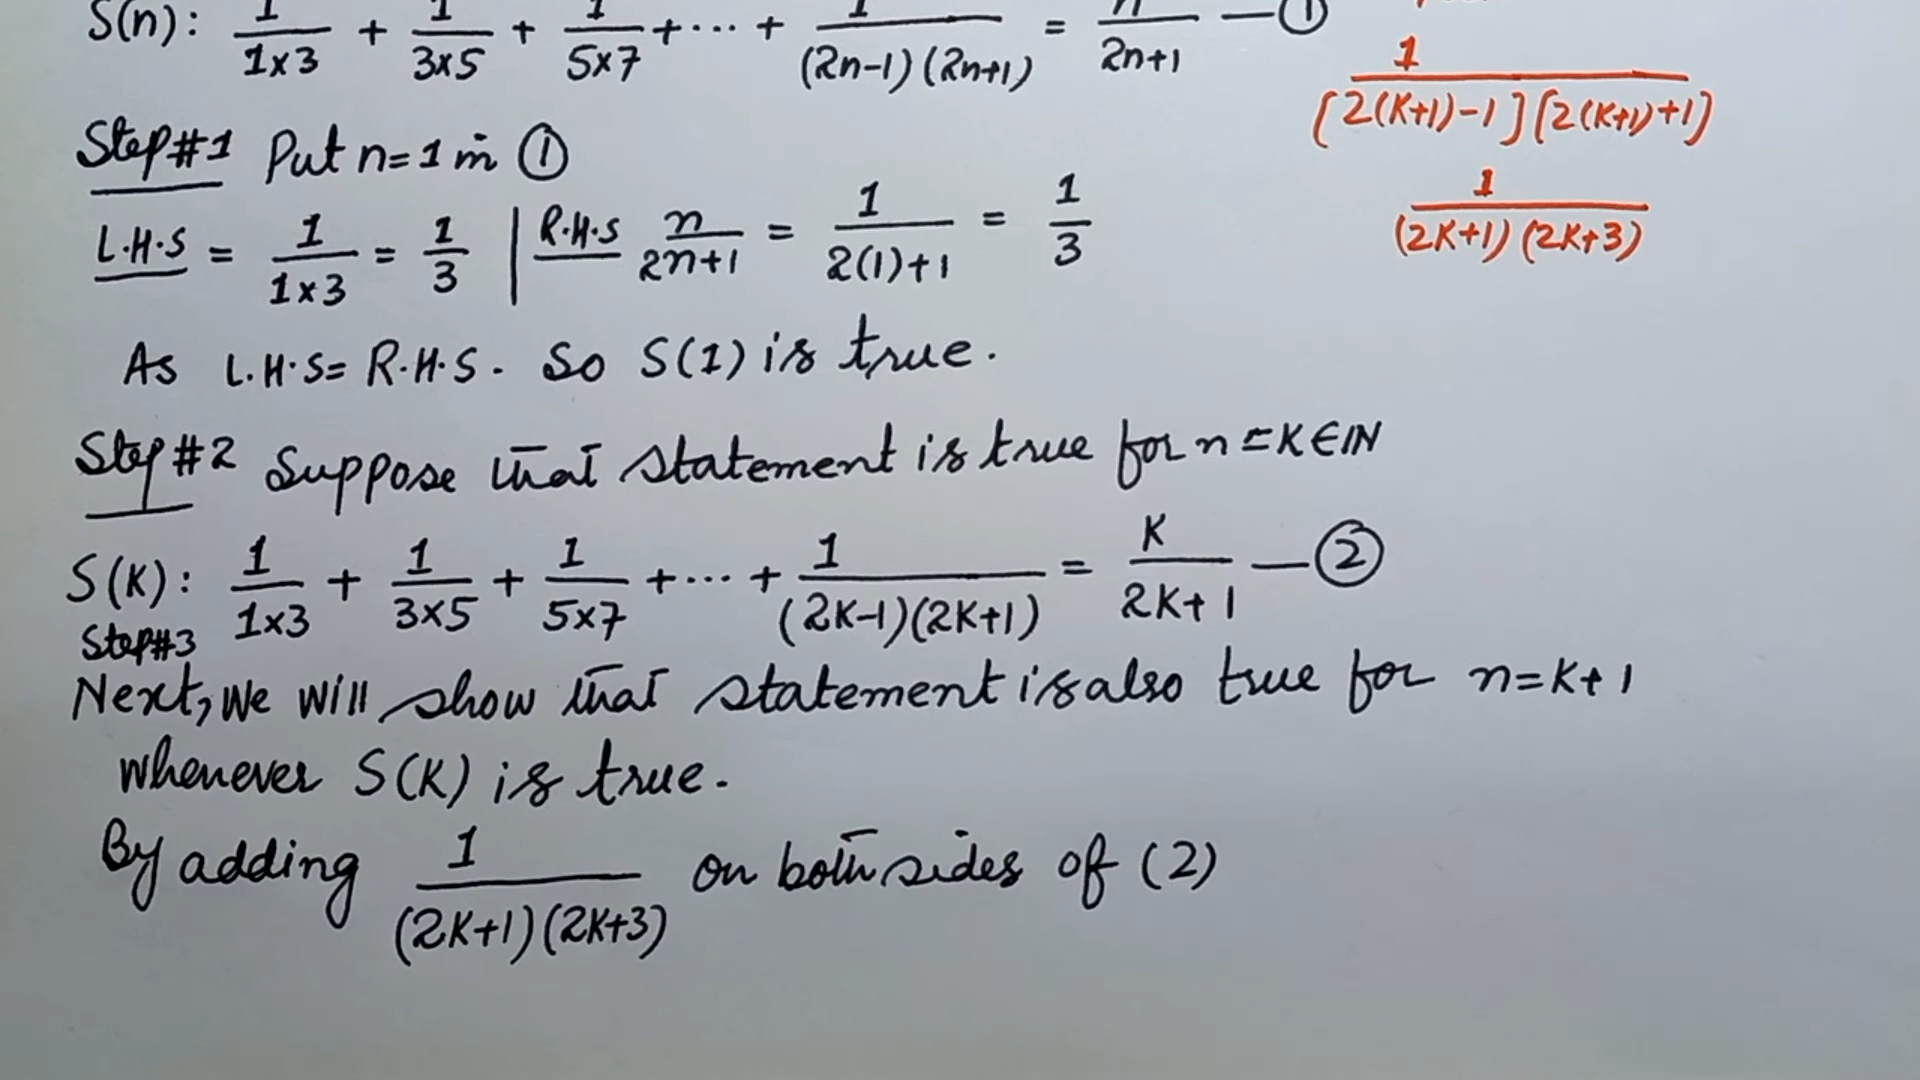 S(n): 1/(1×3) + 1/(3×5) + 1/(5×7) + ... + 1/((2n-1)(2n+1)) = n/(2n+1) — ①
1/([2(K+1)-1][2(K+1)+1])
Step#1 Put n=1 in ①
1/((2K+1)(2K+3))
L.H.S = 1/(1×3) = 1/3 | R.H.S n/(2n+1) = 1/(2(1)+1) = 1/3
As L.H.S = R.H.S. So S(1) is true.
Step#2 Suppose that statement is true for n=K∈IN
S(K): 1/(1×3) + 1/(3×5) + 1/(5×7) + ... + 1/((2K-1)(2K+1)) = K/(2K+1) — ②
Step#3
Next, We will show that statement is also true for n=K+1
whenever S(K) is true.
By adding 1/((2K+1)(2K+3)) on both sides of (2)